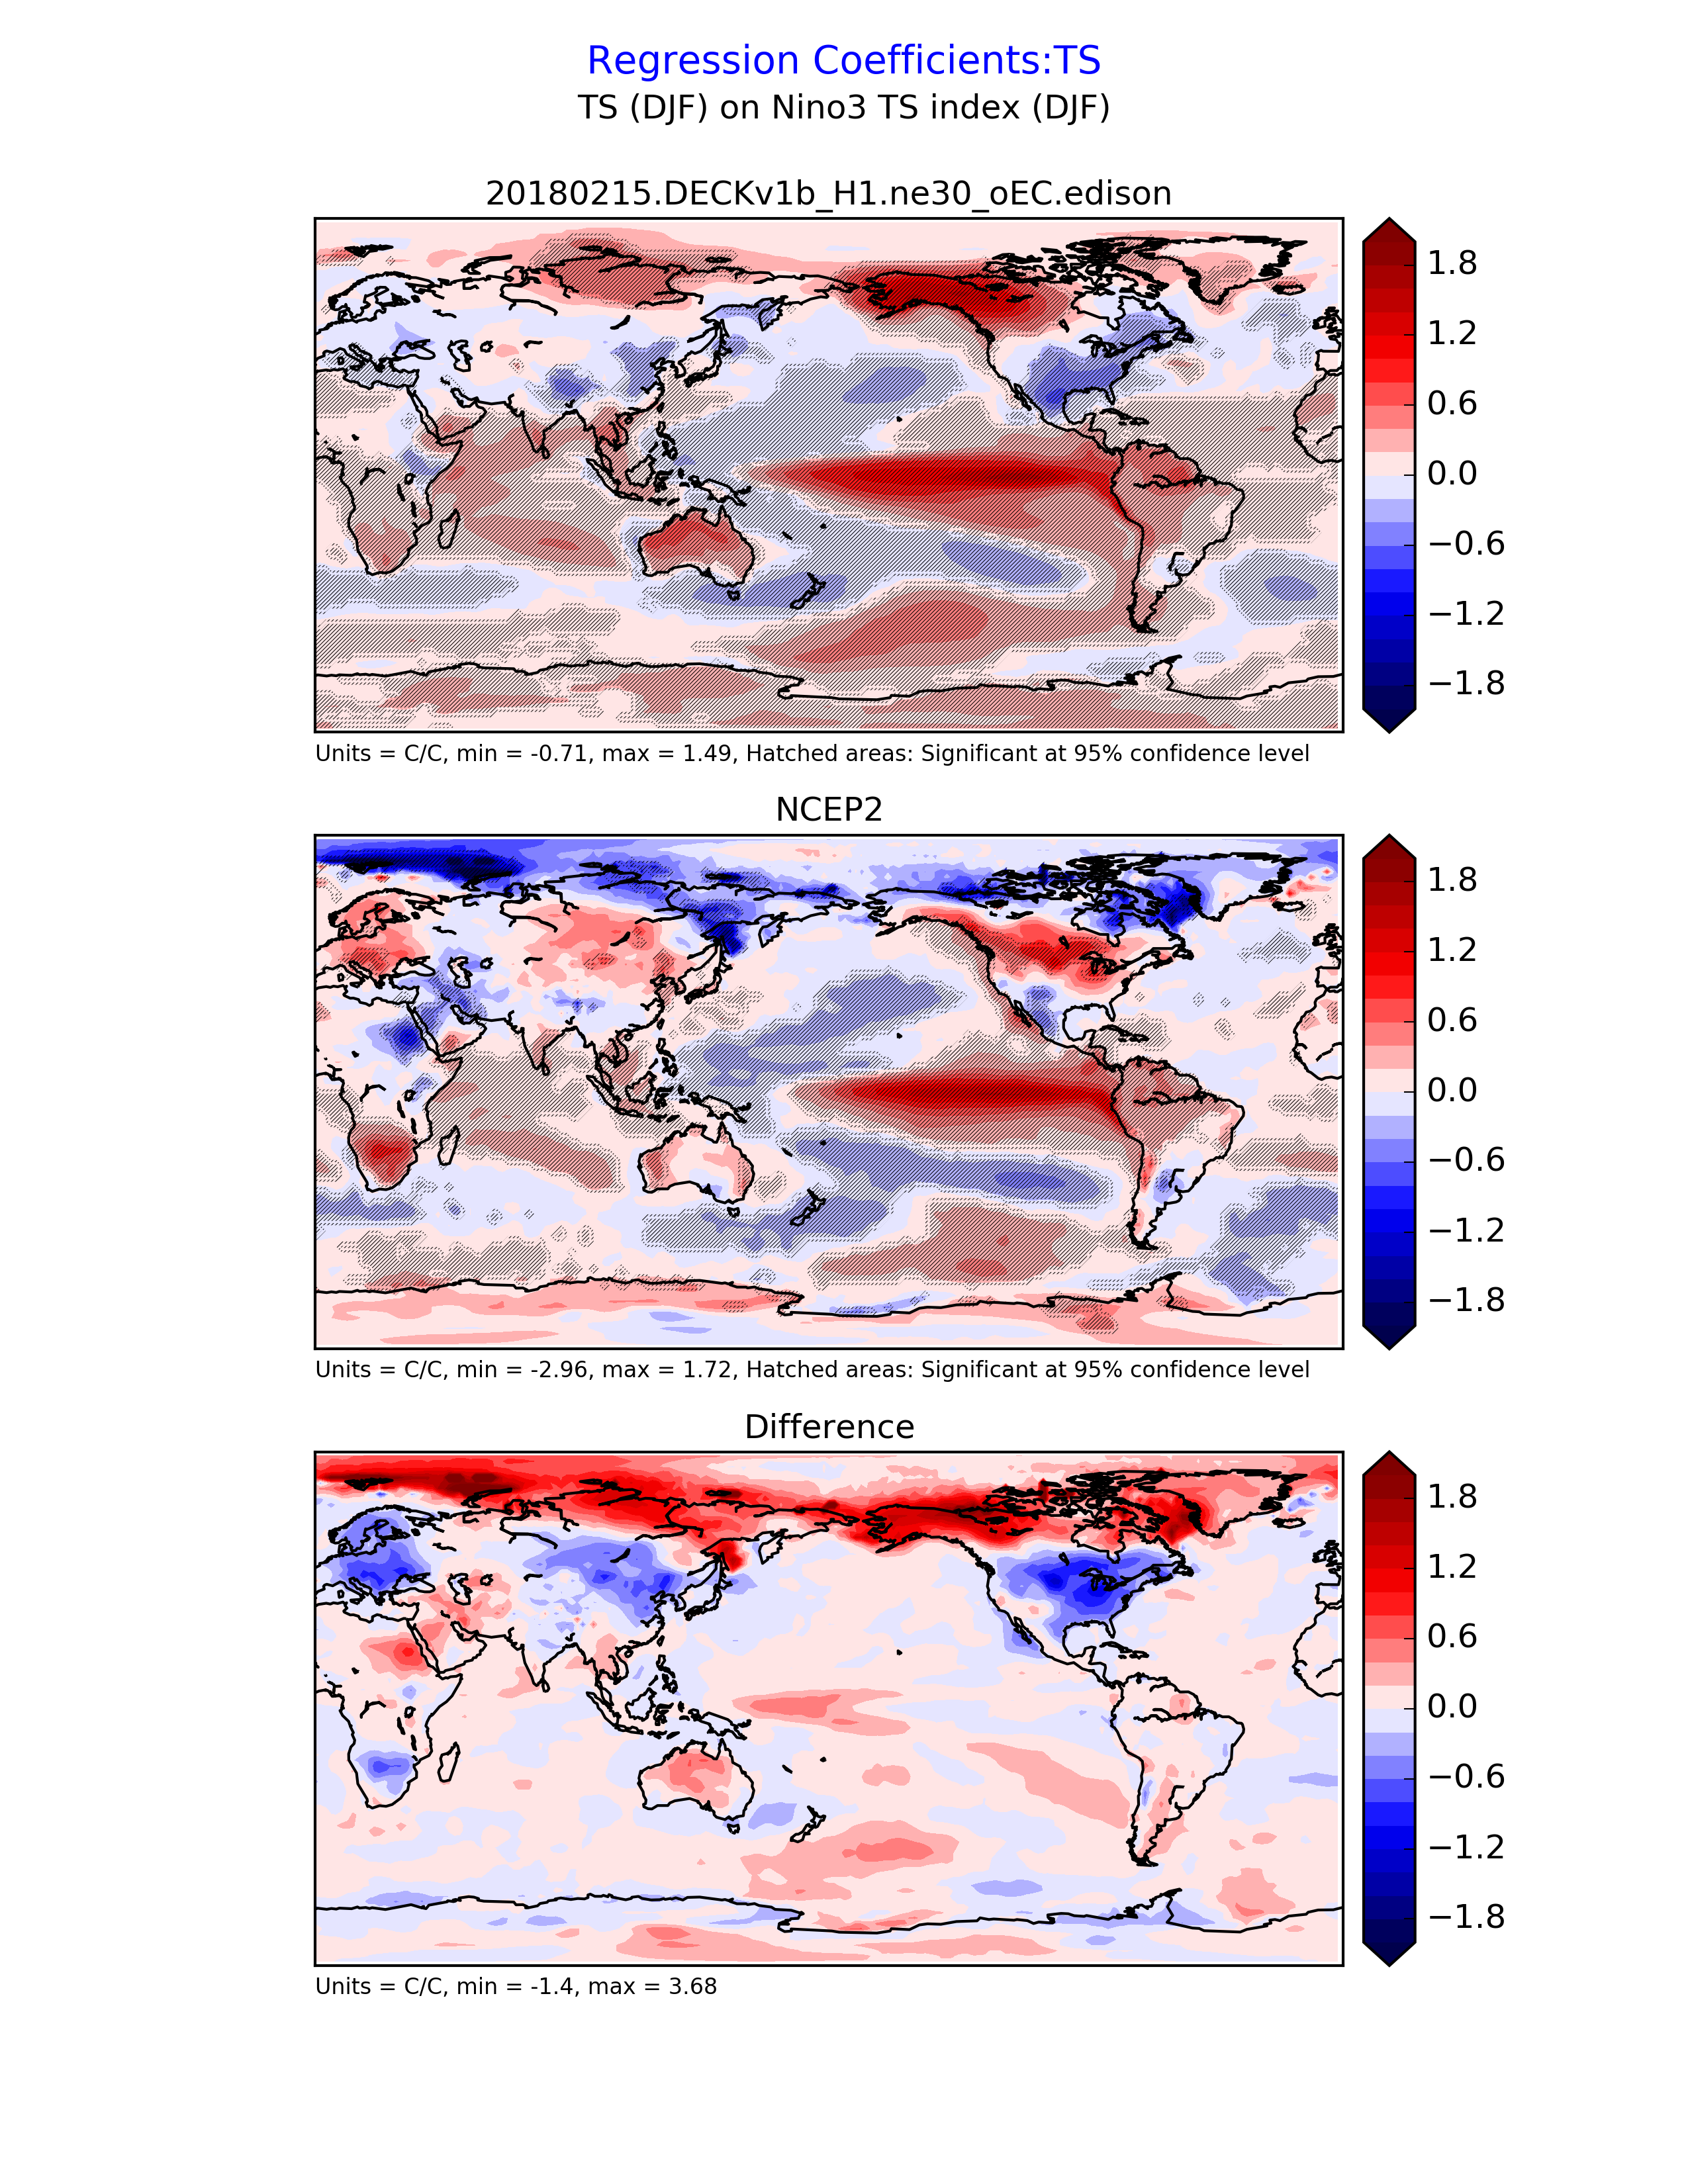 Regression Coefficients:TS
TS (DJF) on Nino3 TS index (DJF)
20180215.DECKv1b_H1.ne30_oEC.edison
1.8
1.2
0.6
0.0
−0.6
−1.2
−1.8
Units = C/C, min = -0.71, max = 1.49, Hatched areas: Significant at 95% confidence level
NCEP2
1.8
1.2
0.6
0.0
−0.6
−1.2
−1.8
Units = C/C, min = -2.96, max = 1.72, Hatched areas: Significant at 95% confidence level
Difference
1.8
1.2
0.6
0.0
−0.6
−1.2
−1.8
Units = C/C, min = -1.4, max = 3.68